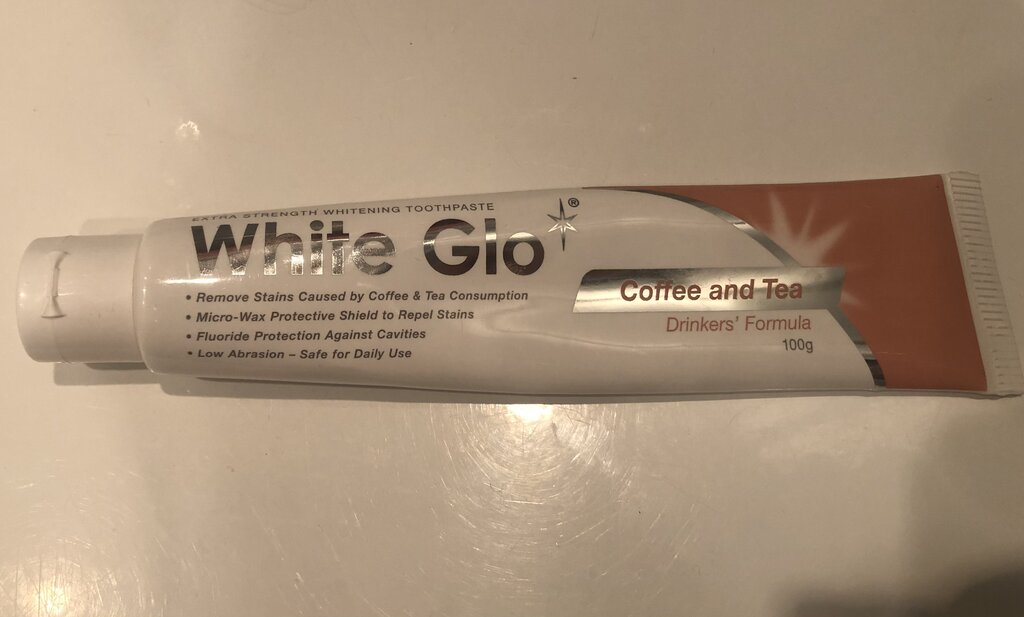 EXTRA STRENGTH WHITENING TOOTHPASTE
White Glo®
• Remove Stains Caused by Coffee & Tea Consumption
• Micro-Wax Protective Shield to Repel Stains
• Fluoride Protection Against Cavities
• Low Abrasion – Safe for Daily Use
Coffee and Tea
Drinkers' Formula
100g